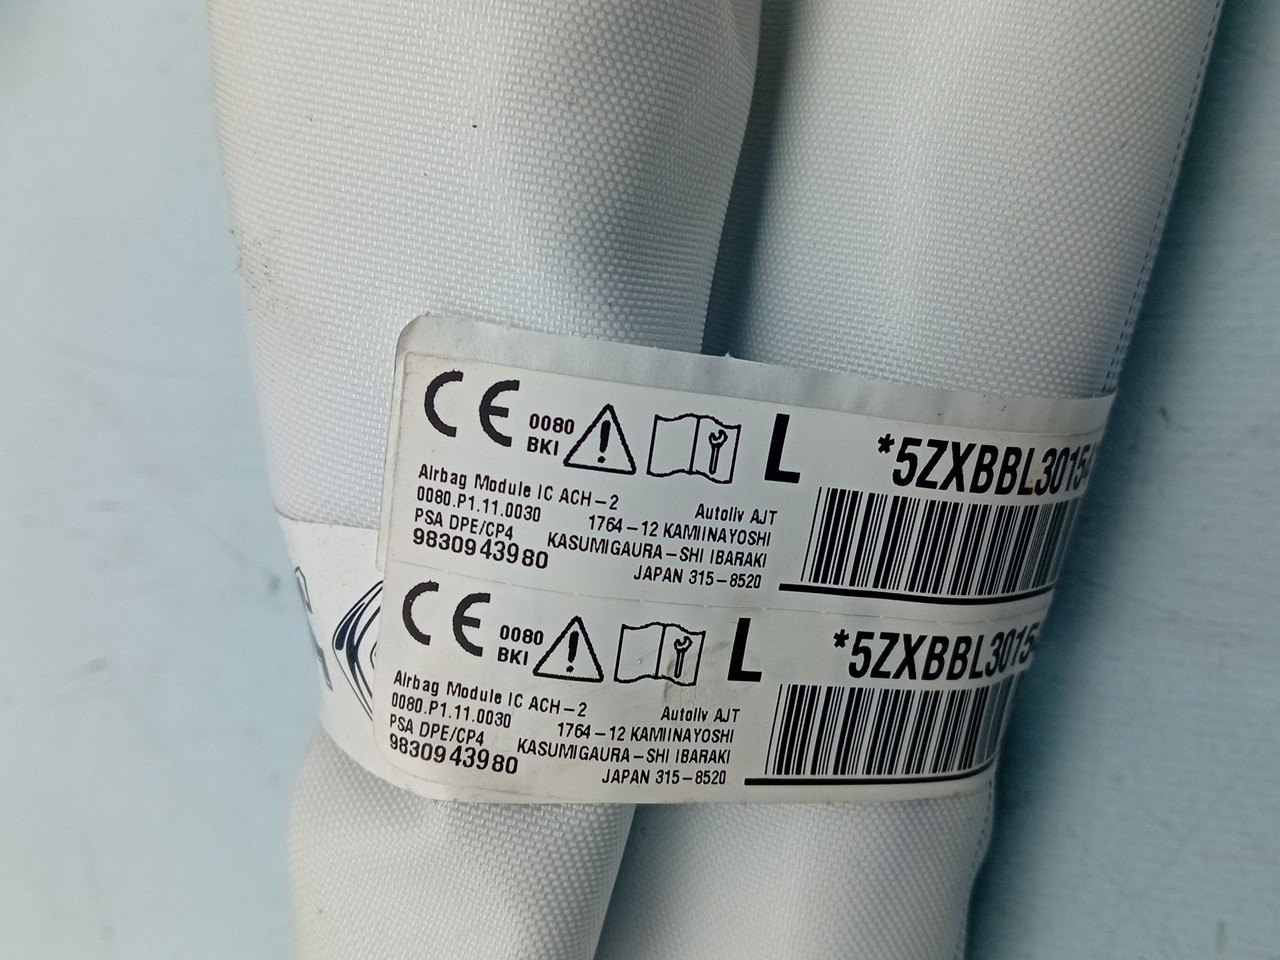 CE 0080
BKI
L
*5ZXBBL3015
Airbag Module IC ACH-2
0080.P1.11.0030
PSA DPE/CP4
9830943980
Autoliv AJT
1764-12 KAMIINAYOSHI
KASUMIGAURA-SHI IBARAKI
JAPAN 315-8520
CE 0080
BKI
L
*5ZXBBL3015
Airbag Module IC ACH-2
0080.P1.11.0030
PSA DPE/CP4
9830943980
Autoliv AJT
1764-12 KAMIINAYOSHI
KASUMIGAURA-SHI IBARAKI
JAPAN 315-8520